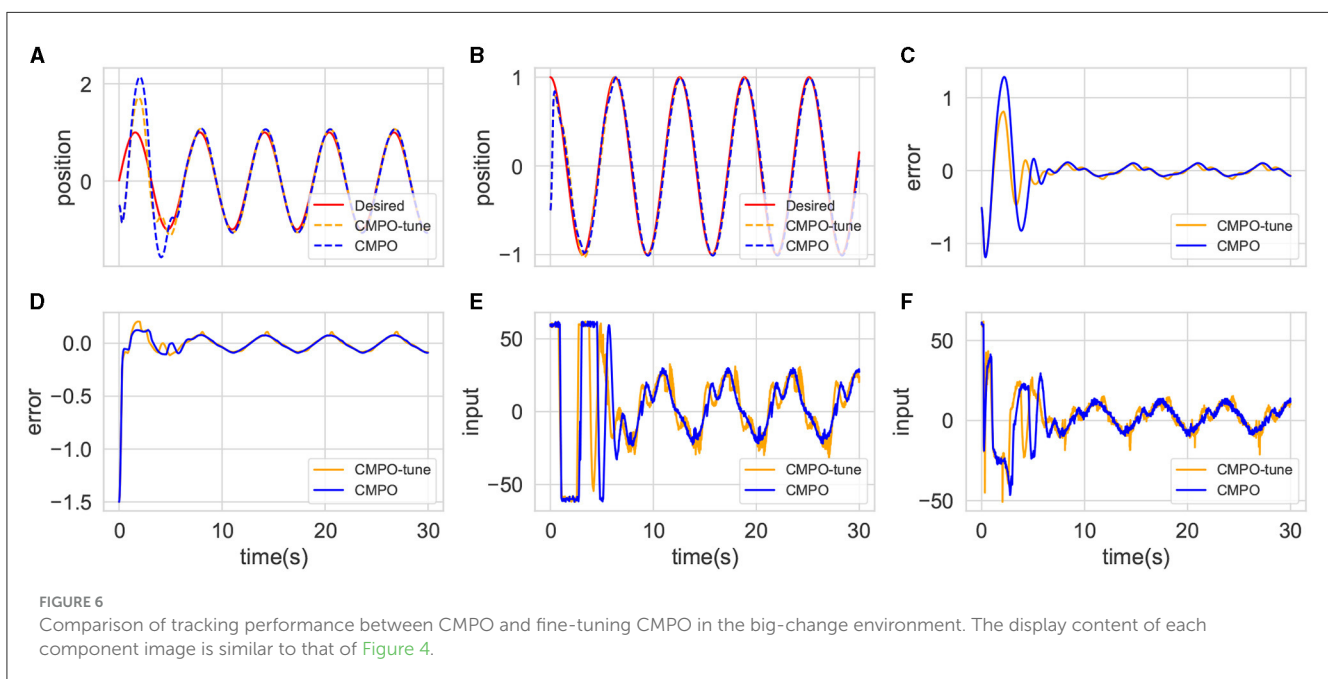 A
position
2
0
Desired
CMPO-tune
CMPO
B
position
1
0
−1
Desired
CMPO-tune
CMPO
C
error
1
0
−1
CMPO-tune
CMPO
D
error
0.0
−0.5
−1.0
−1.5
0
10
20
30
time(s)
CMPO-tune
CMPO
E
input
50
0
−50
0
10
20
30
time(s)
CMPO-tune
CMPO
F
input
50
0
−50
0
10
20
30
time(s)
CMPO-tune
CMPO
FIGURE 6
Comparison of tracking performance between CMPO and fine-tuning CMPO in the big-change environment. The display content of each
component image is similar to that of Figure 4.